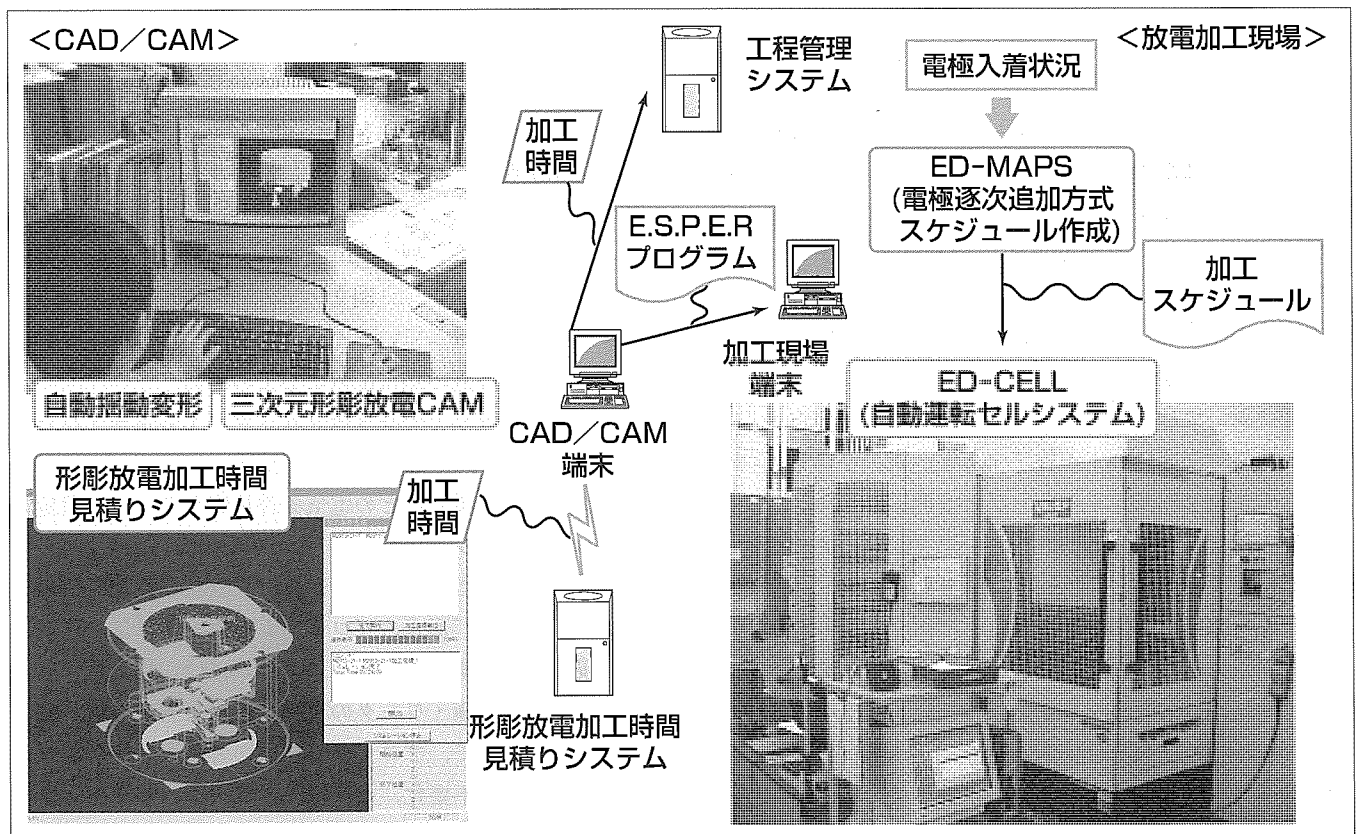 <CAD/CAM>
工程管理
システム
<放電加工現場>
電極入着状況
加工
時間
ED-MAPS
(電極逐次追加方式
スケジュール作成)
E.S.P.E.R
プログラム
加工
スケジュール
加工現場
端末
ED-CELL
(自動運転セルシステム)
自動揺動変形
三次元形彫放電CAM
CAD/CAM
端末
形彫放電加工時間
見積りシステム
加工
時間
形彫放電加工時間
見積りシステム